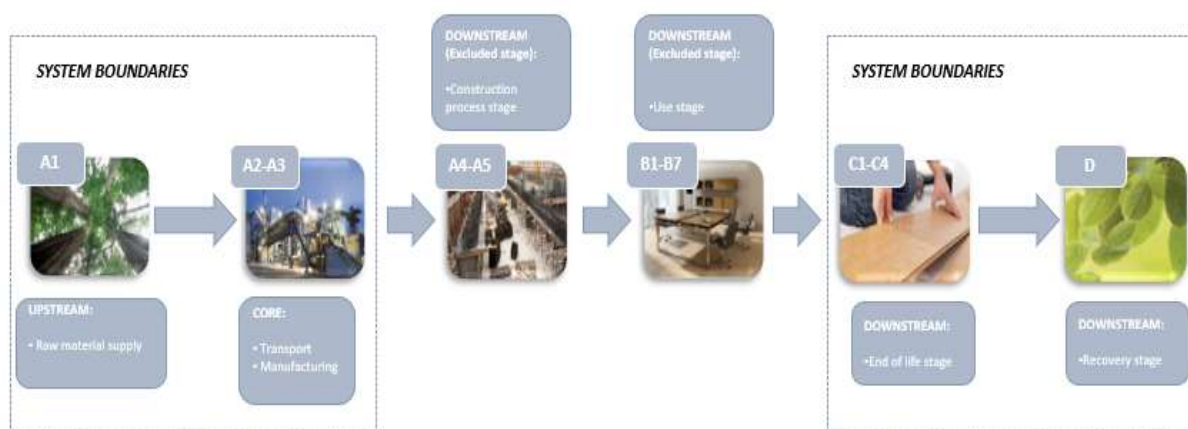 DOWNSTREAM
(Excluded stage):
•Construction
process stage
DOWNSTREAM
(Excluded stage):
•Use stage
SYSTEM BOUNDARIES
SYSTEM BOUNDARIES
A1
A2-A3
A4-A5
B1-B7
C1-C4
D
UPSTREAM:
• Raw material supply
CORE:
• Transport
• Manufacturing
DOWNSTREAM:
•End of life stage
DOWNSTREAM:
•Recovery stage